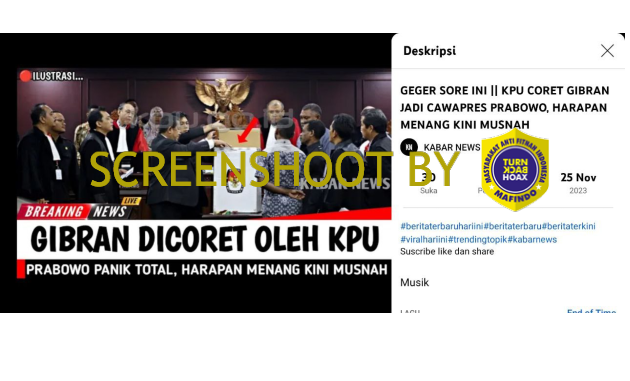 ILUSTRASI...
KABAR NEWS
BREAKING NEWS
LIVE
GIBRAN DICORET OLEH KPU
PRABOWO PANIK TOTAL, HARAPAN MENANG KINI MUSNAH
Deskripsi
GEGER SORE INI || KPU CORET GIBRAN
JADI CAWAPRES PRABOWO, HARAPAN
MENANG KINI MUSNAH
KN KABAR NEWS
SCREENSHOOT BY
MASYARAKAT ANTI FITNAH INDONESIA
TURN
BACK
HOAX
MAFINDO
30
Suka
25 Nov
2023
#beritaterbaruhariini#beritaterbaru#beritaterkini
#viralhariini#trendingtopik#kabarnews
Suscribe like dan share
Musik
LAGU
End of Time